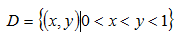 D = {(x, y)|0 < x < y < 1}